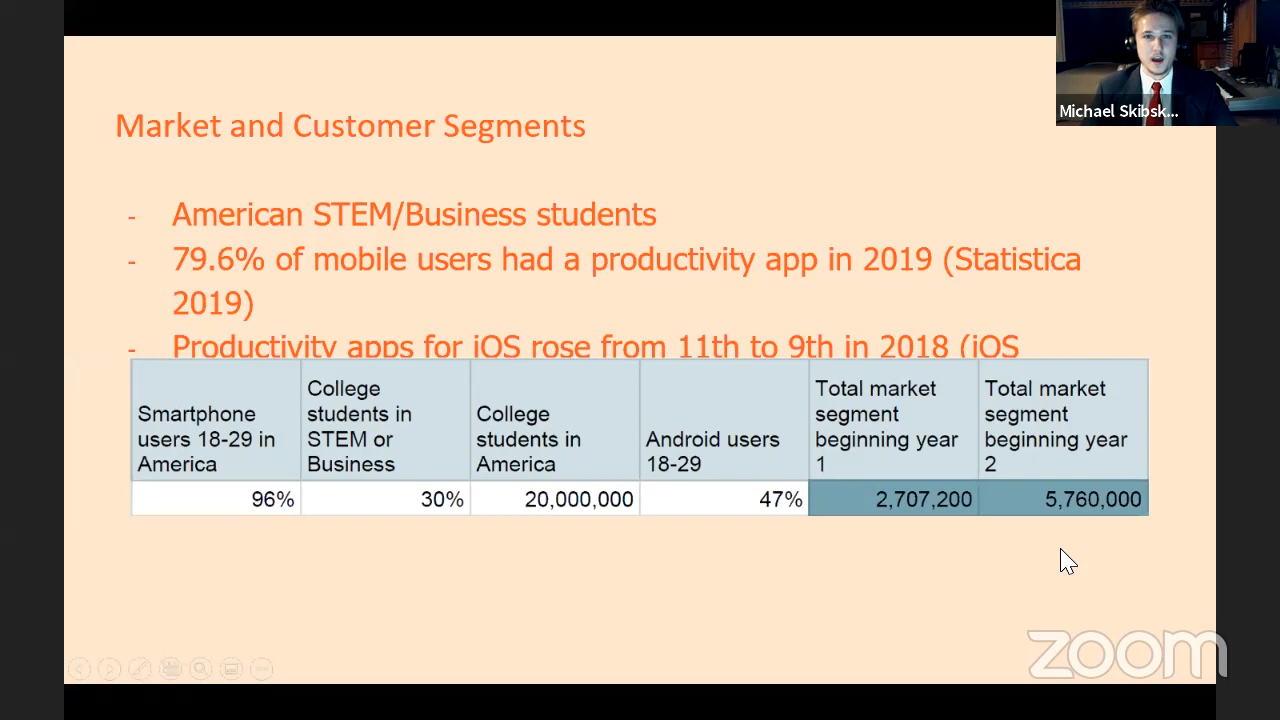 Michael Skibsk...
Market and Customer Segments
- American STEM/Business students
- 79.6% of mobile users had a productivity app in 2019 (Statistica
2019)
- Productivity apps for iOS rose from 11th to 9th in 2018 (iOS
Smartphone
users 18-29 in
America
College
students in
STEM or
Business
College
students in
America
Android users
18-29
Total market
segment
beginning year
1
Total market
segment
beginning year
2
96%
30%
20,000,000
47%
2,707,200
5,760,000
zoom